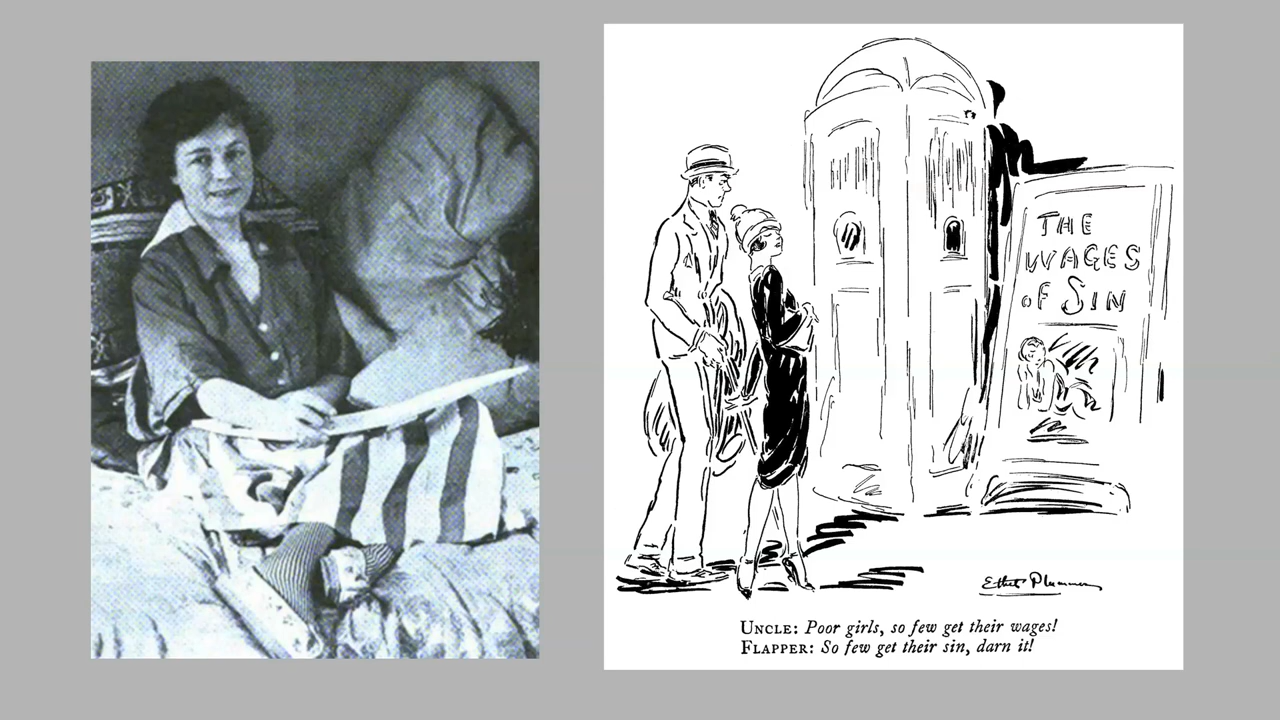 THE
WAGES
OF SIN
Ethel Plummer
UNCLE: Poor girls, so few get their wages!
FLAPPER: So few get their sin, darn it!